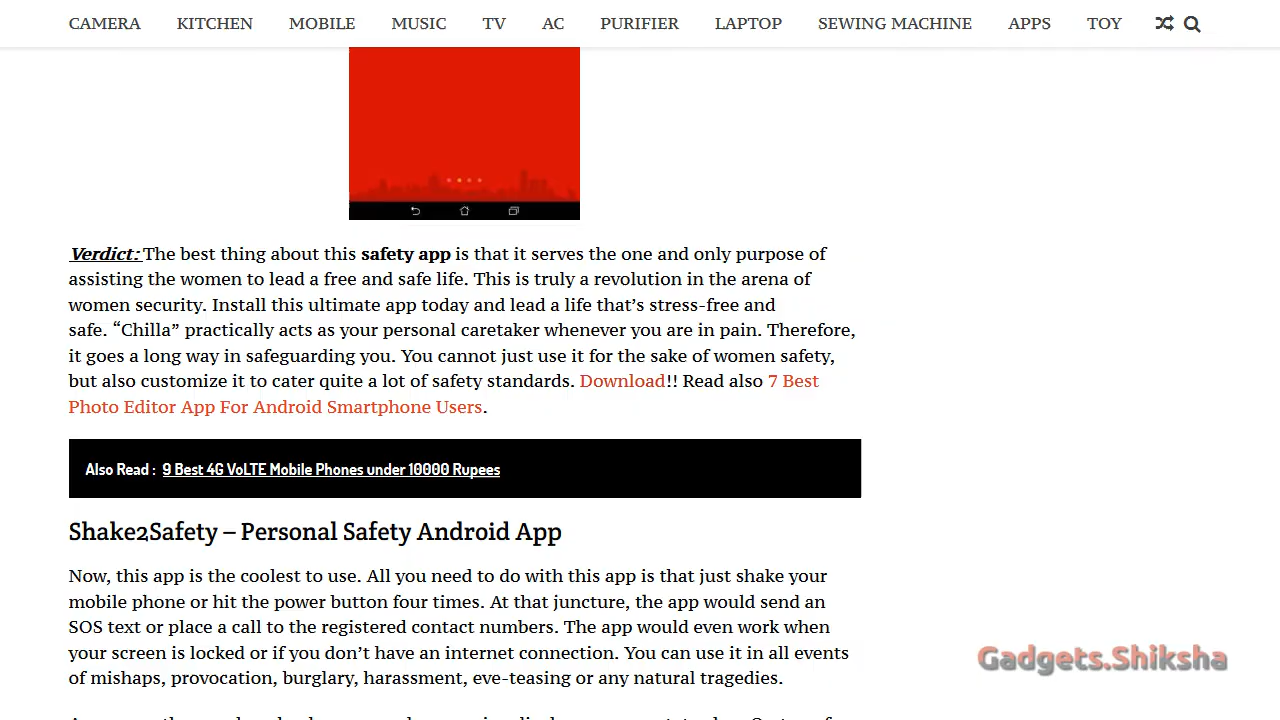 CAMERA KITCHEN MOBILE MUSIC TV AC PURIFIER LAPTOP SEWING MACHINE APPS TOY
Verdict: The best thing about this safety app is that it serves the one and only purpose of
assisting the women to lead a free and safe life. This is truly a revolution in the arena of
women security. Install this ultimate app today and lead a life that’s stress-free and
safe. “Chilla” practically acts as your personal caretaker whenever you are in pain. Therefore,
it goes a long way in safeguarding you. You cannot just use it for the sake of women safety,
but also customize it to cater quite a lot of safety standards. Download!! Read also 7 Best
Photo Editor App For Android Smartphone Users.
Also Read : 9 Best 4G VoLTE Mobile Phones under 10000 Rupees
Shake2Safety – Personal Safety Android App
Now, this app is the coolest to use. All you need to do with this app is that just shake your
mobile phone or hit the power button four times. At that juncture, the app would send an
SOS text or place a call to the registered contact numbers. The app would even work when
your screen is locked or if you don’t have an internet connection. You can use it in all events
of mishaps, provocation, burglary, harassment, eve-teasing or any natural tragedies.
Gadgets.Shiksha